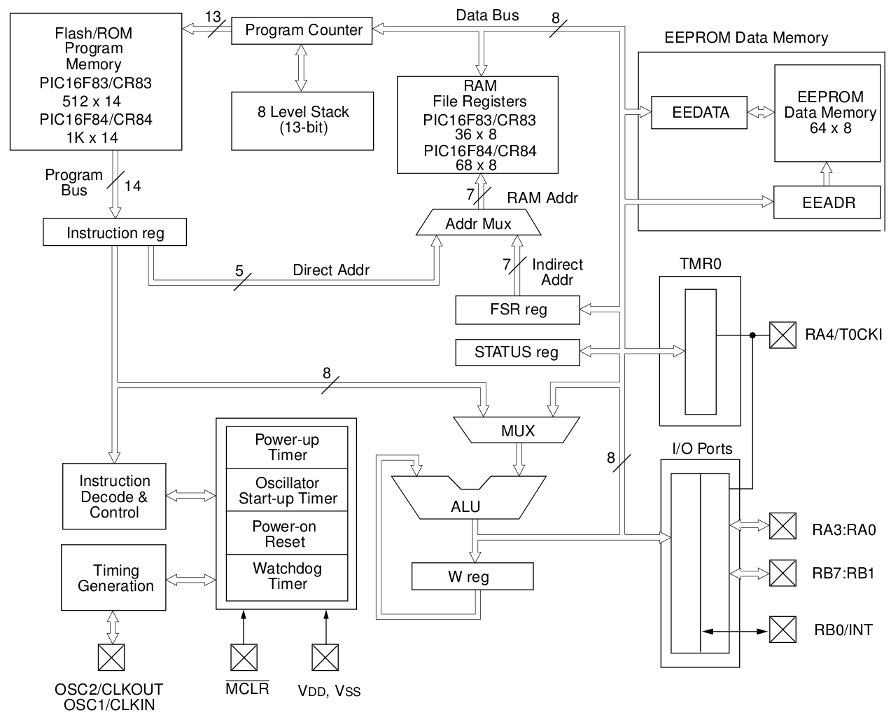 Flash/ROM
Program
Memory
PIC16F83/CR83
512 x 14
PIC16F84/CR84
1K x 14
13
Program Counter
Data Bus
8
8 Level Stack
(13-bit)
RAM
File Registers
PIC16F83/CR83
36 x 8
PIC16F84/CR84
68 x 8
EEPROM Data Memory
EEDATA
EEPROM
Data Memory
64 x 8
EEADR
Program
Bus
14
Instruction reg
7
RAM Addr
Addr Mux
5
Direct Addr
7
Indirect
Addr
FSR reg
STATUS reg
TMR0
RA4/T0CKI
8
MUX
8
ALU
W reg
I/O Ports
RA3:RA0
RB7:RB1
RB0/INT
Instruction
Decode &
Control
Timing
Generation
Power-up
Timer
Oscillator
Start-up Timer
Power-on
Reset
Watchdog
Timer
OSC2/CLKOUT
OSC1/CLKIN
MCLR
VDD, VSS